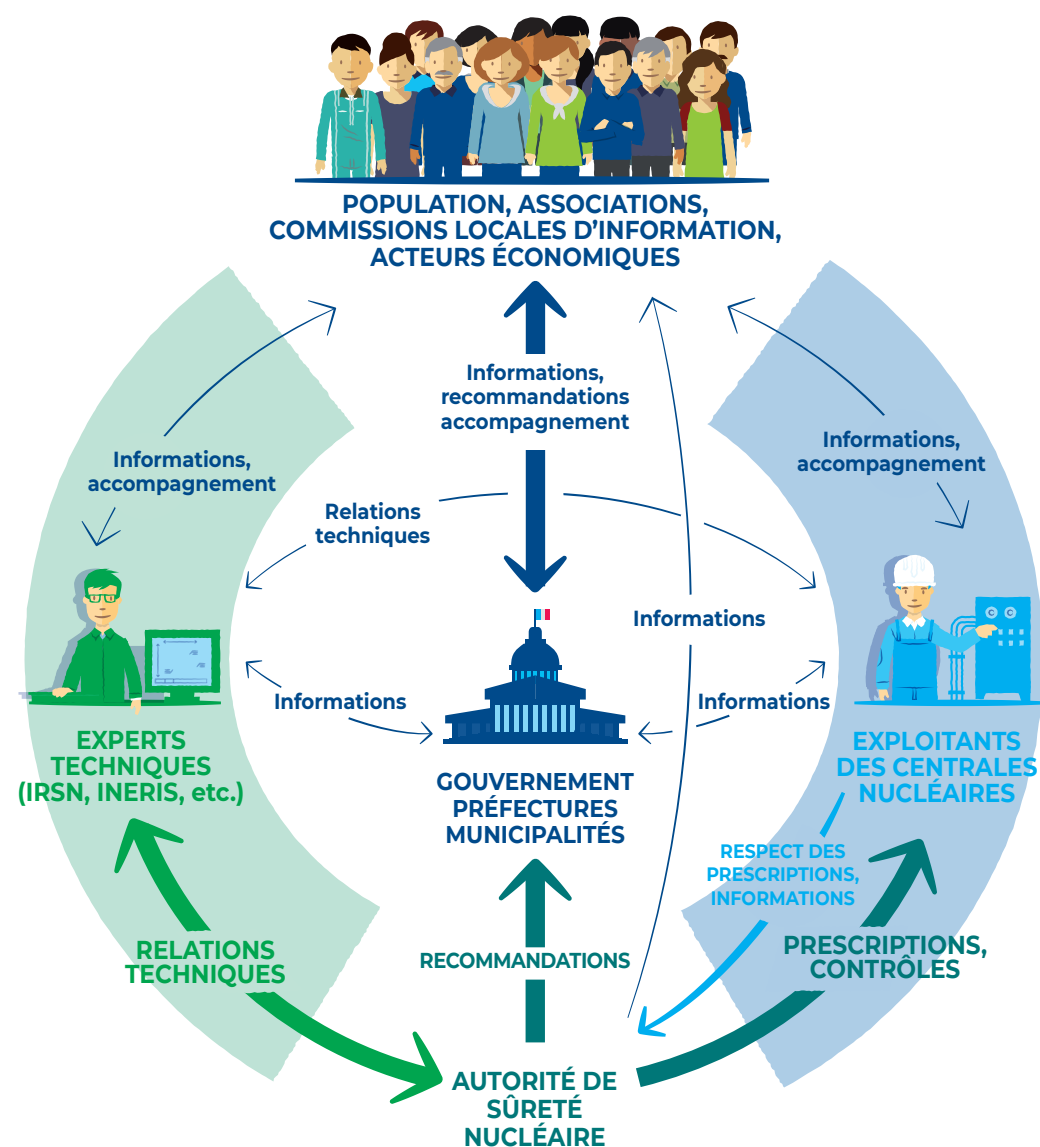 POPULATION, ASSOCIATIONS,
COMMISSIONS LOCALES D'INFORMATION,
ACTEURS ÉCONOMIQUES
Informations,
recommandations
accompagnement
Informations,
accompagnement
Informations,
accompagnement
Relations
techniques
Informations
Informations
Informations
EXPERTS
TECHNIQUES
(IRSN, INERIS, etc.)
GOUVERNEMENT
PRÉFECTURES
MUNICIPALITÉS
EXPLOITANTS
DES CENTRALES
NUCLÉAIRES
RESPECT DES
PRESCRIPTIONS,
INFORMATIONS
RELATIONS
TECHNIQUES
RECOMMANDATIONS
PRESCRIPTIONS,
CONTRÔLES
AUTORITÉ DE
SÛRETÉ
NUCLÉAIRE